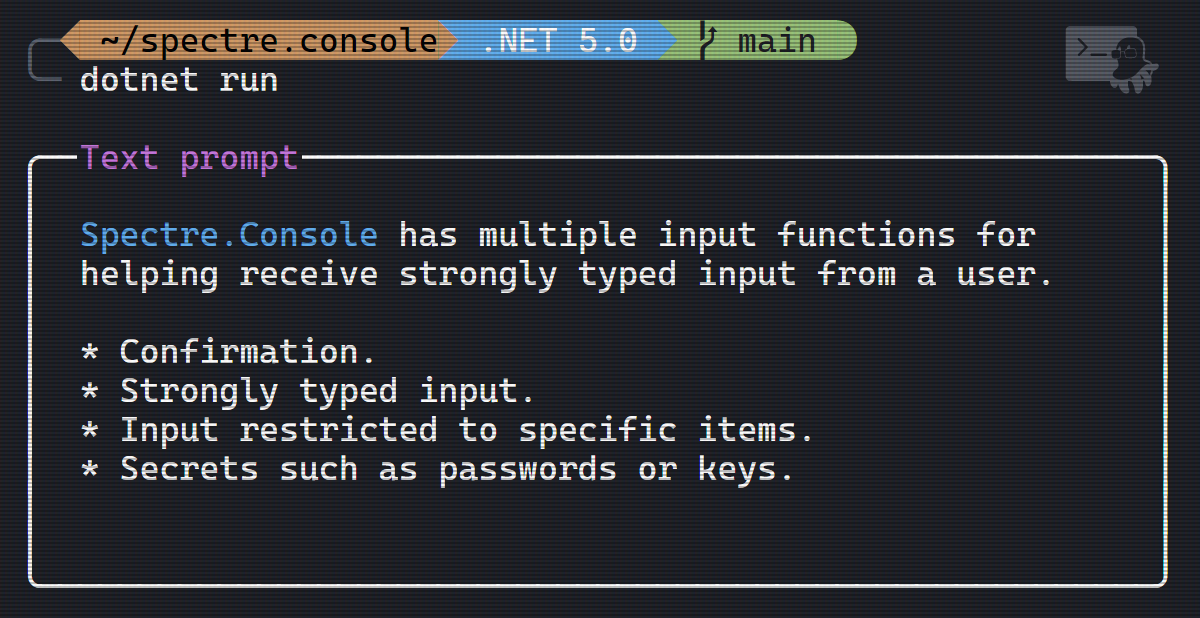 ~/spectre.console .NET 5.0 main
dotnet run
Text prompt
Spectre.Console has multiple input functions for
helping receive strongly typed input from a user.
* Confirmation.
* Strongly typed input.
* Input restricted to specific items.
* Secrets such as passwords or keys.